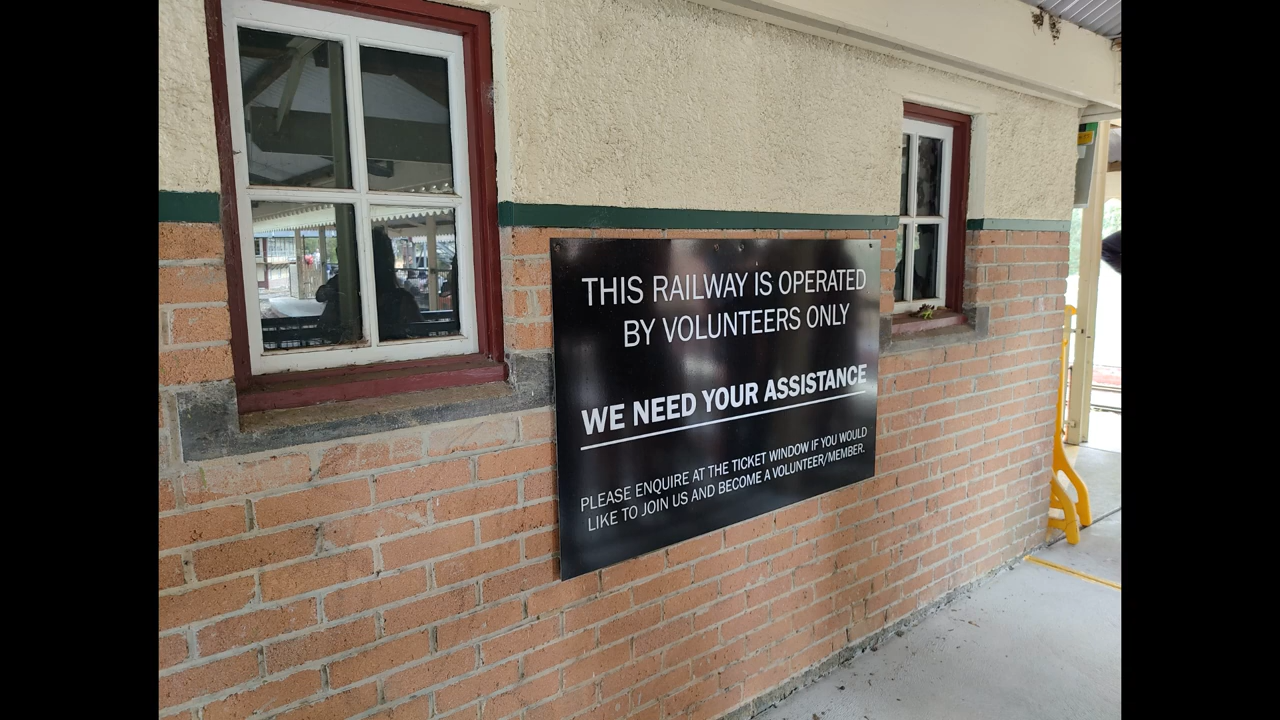 THIS RAILWAY IS OPERATED
BY VOLUNTEERS ONLY
WE NEED YOUR ASSISTANCE
PLEASE ENQUIRE AT THE TICKET WINDOW IF YOU WOULD
LIKE TO JOIN US AND BECOME A VOLUNTEER/MEMBER.